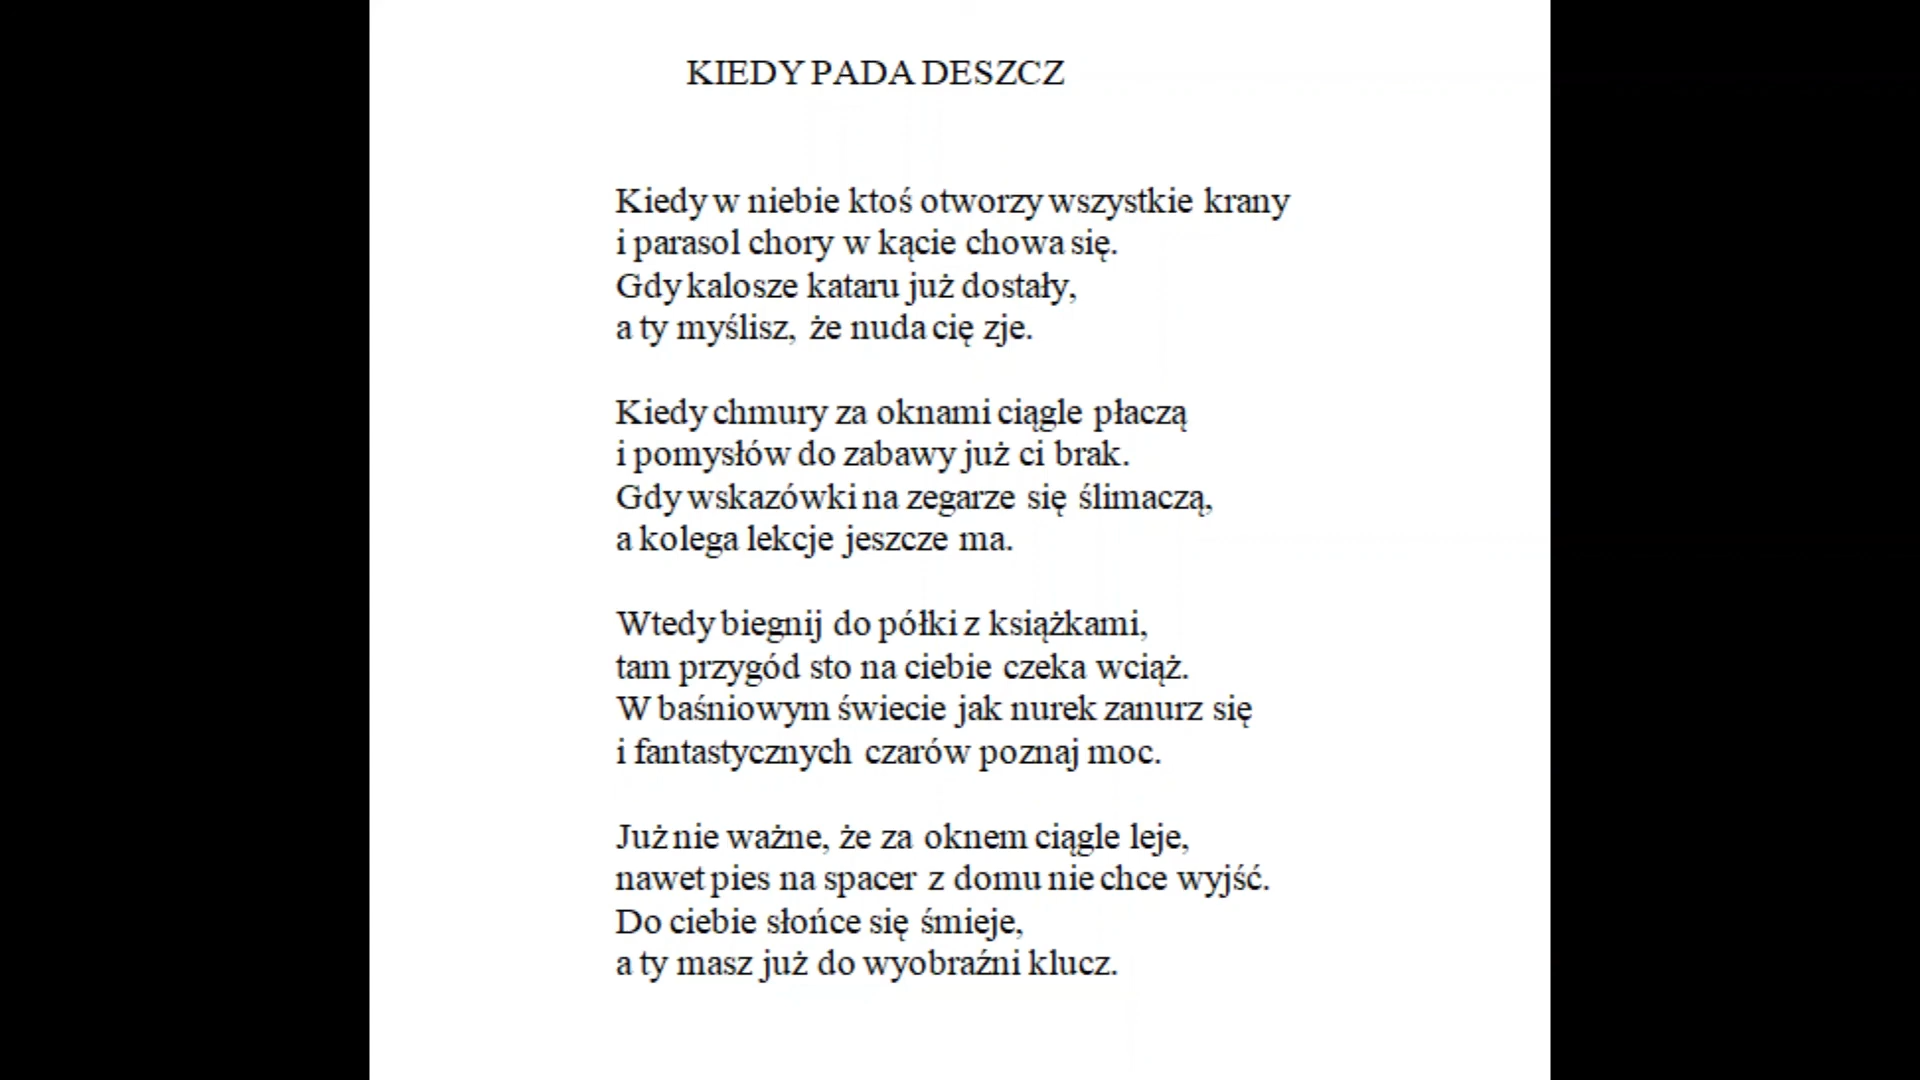 KIEDY PADA DESZCZ
Kiedy w niebie ktoś otworzy wszystkie krany
i parasol chory w kącie chowa się.
Gdy kalosze kataru już dostały,
a ty myślisz, że nuda cię zje.
Kiedy chmury za oknami ciągle płaczą
i pomysłów do zabawy już ci brak.
Gdy wskazówki na zegarze się ślimaczą,
a kolega lekcje jeszcze ma.
Wtedy biegnij do półki z książkami,
tam przygód sto na ciebie czeka wciąż.
W baśniowym świecie jak nurek zanurz się
i fantastycznych czarów poznaj moc.
Już nie ważne, że za oknem ciągle leje,
nawet pies na spacer z domu nie chce wyjść.
Do ciebie słońce się śmieje,
a ty masz już do wyobraźni klucz.